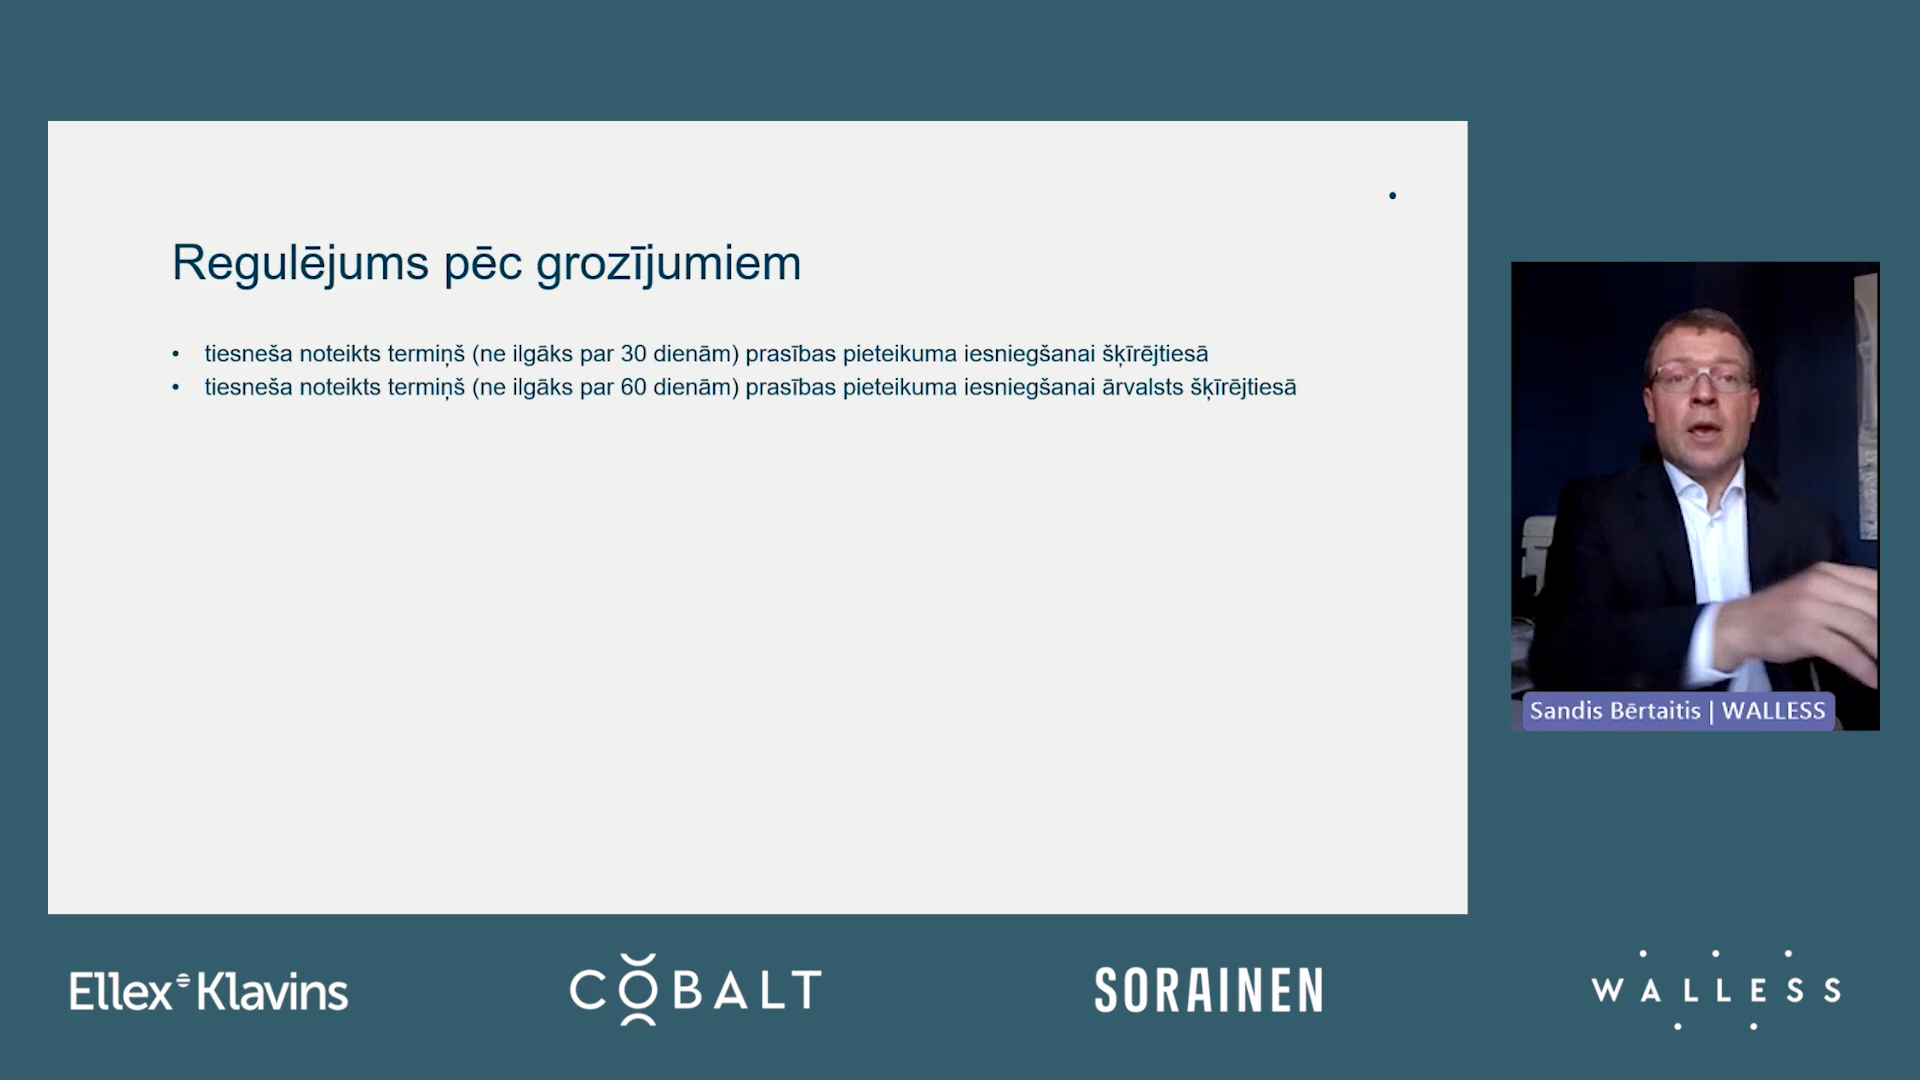 Regulējums pēc grozījumiem
• tiesneša noteikts termiņš (ne ilgāks par 30 dienām) prasības pieteikuma iesniegšanai šķīrējtiesā
• tiesneša noteikts termiņš (ne ilgāks par 60 dienām) prasības pieteikuma iesniegšanai ārvalsts šķīrējtiesā
Sandis Bērtaitis | WALLESS
Ellex Klavins
COBALT
SORAINEN
WALLESS